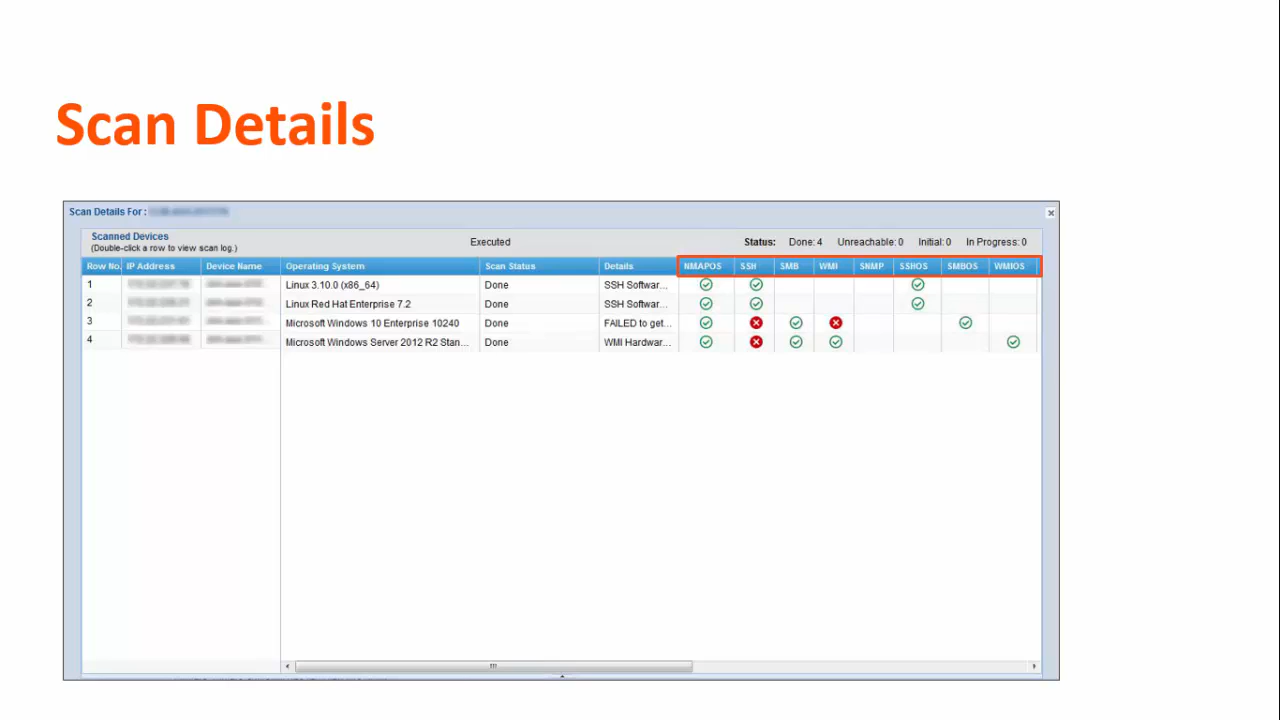 Scan Details
Scan Details For :
Scanned Devices
(Double-click a row to view scan log.)
Executed
Status: Done: 4 Unreachable: 0 Initial: 0 In Progress: 0
Row No. IP Address Device Name Operating System Scan Status Details NMAPOS SSH SMB WMI SNMP SSHOS SMBOS WMIOS
1 Linux 3.10.0 (x86_64) Done SSH Softwar...
2 Linux Red Hat Enterprise 7.2 Done SSH Softwar...
3 Microsoft Windows 10 Enterprise 10240 Done FAILED to get...
4 Microsoft Windows Server 2012 R2 Stan... Done WMI Hardwar...